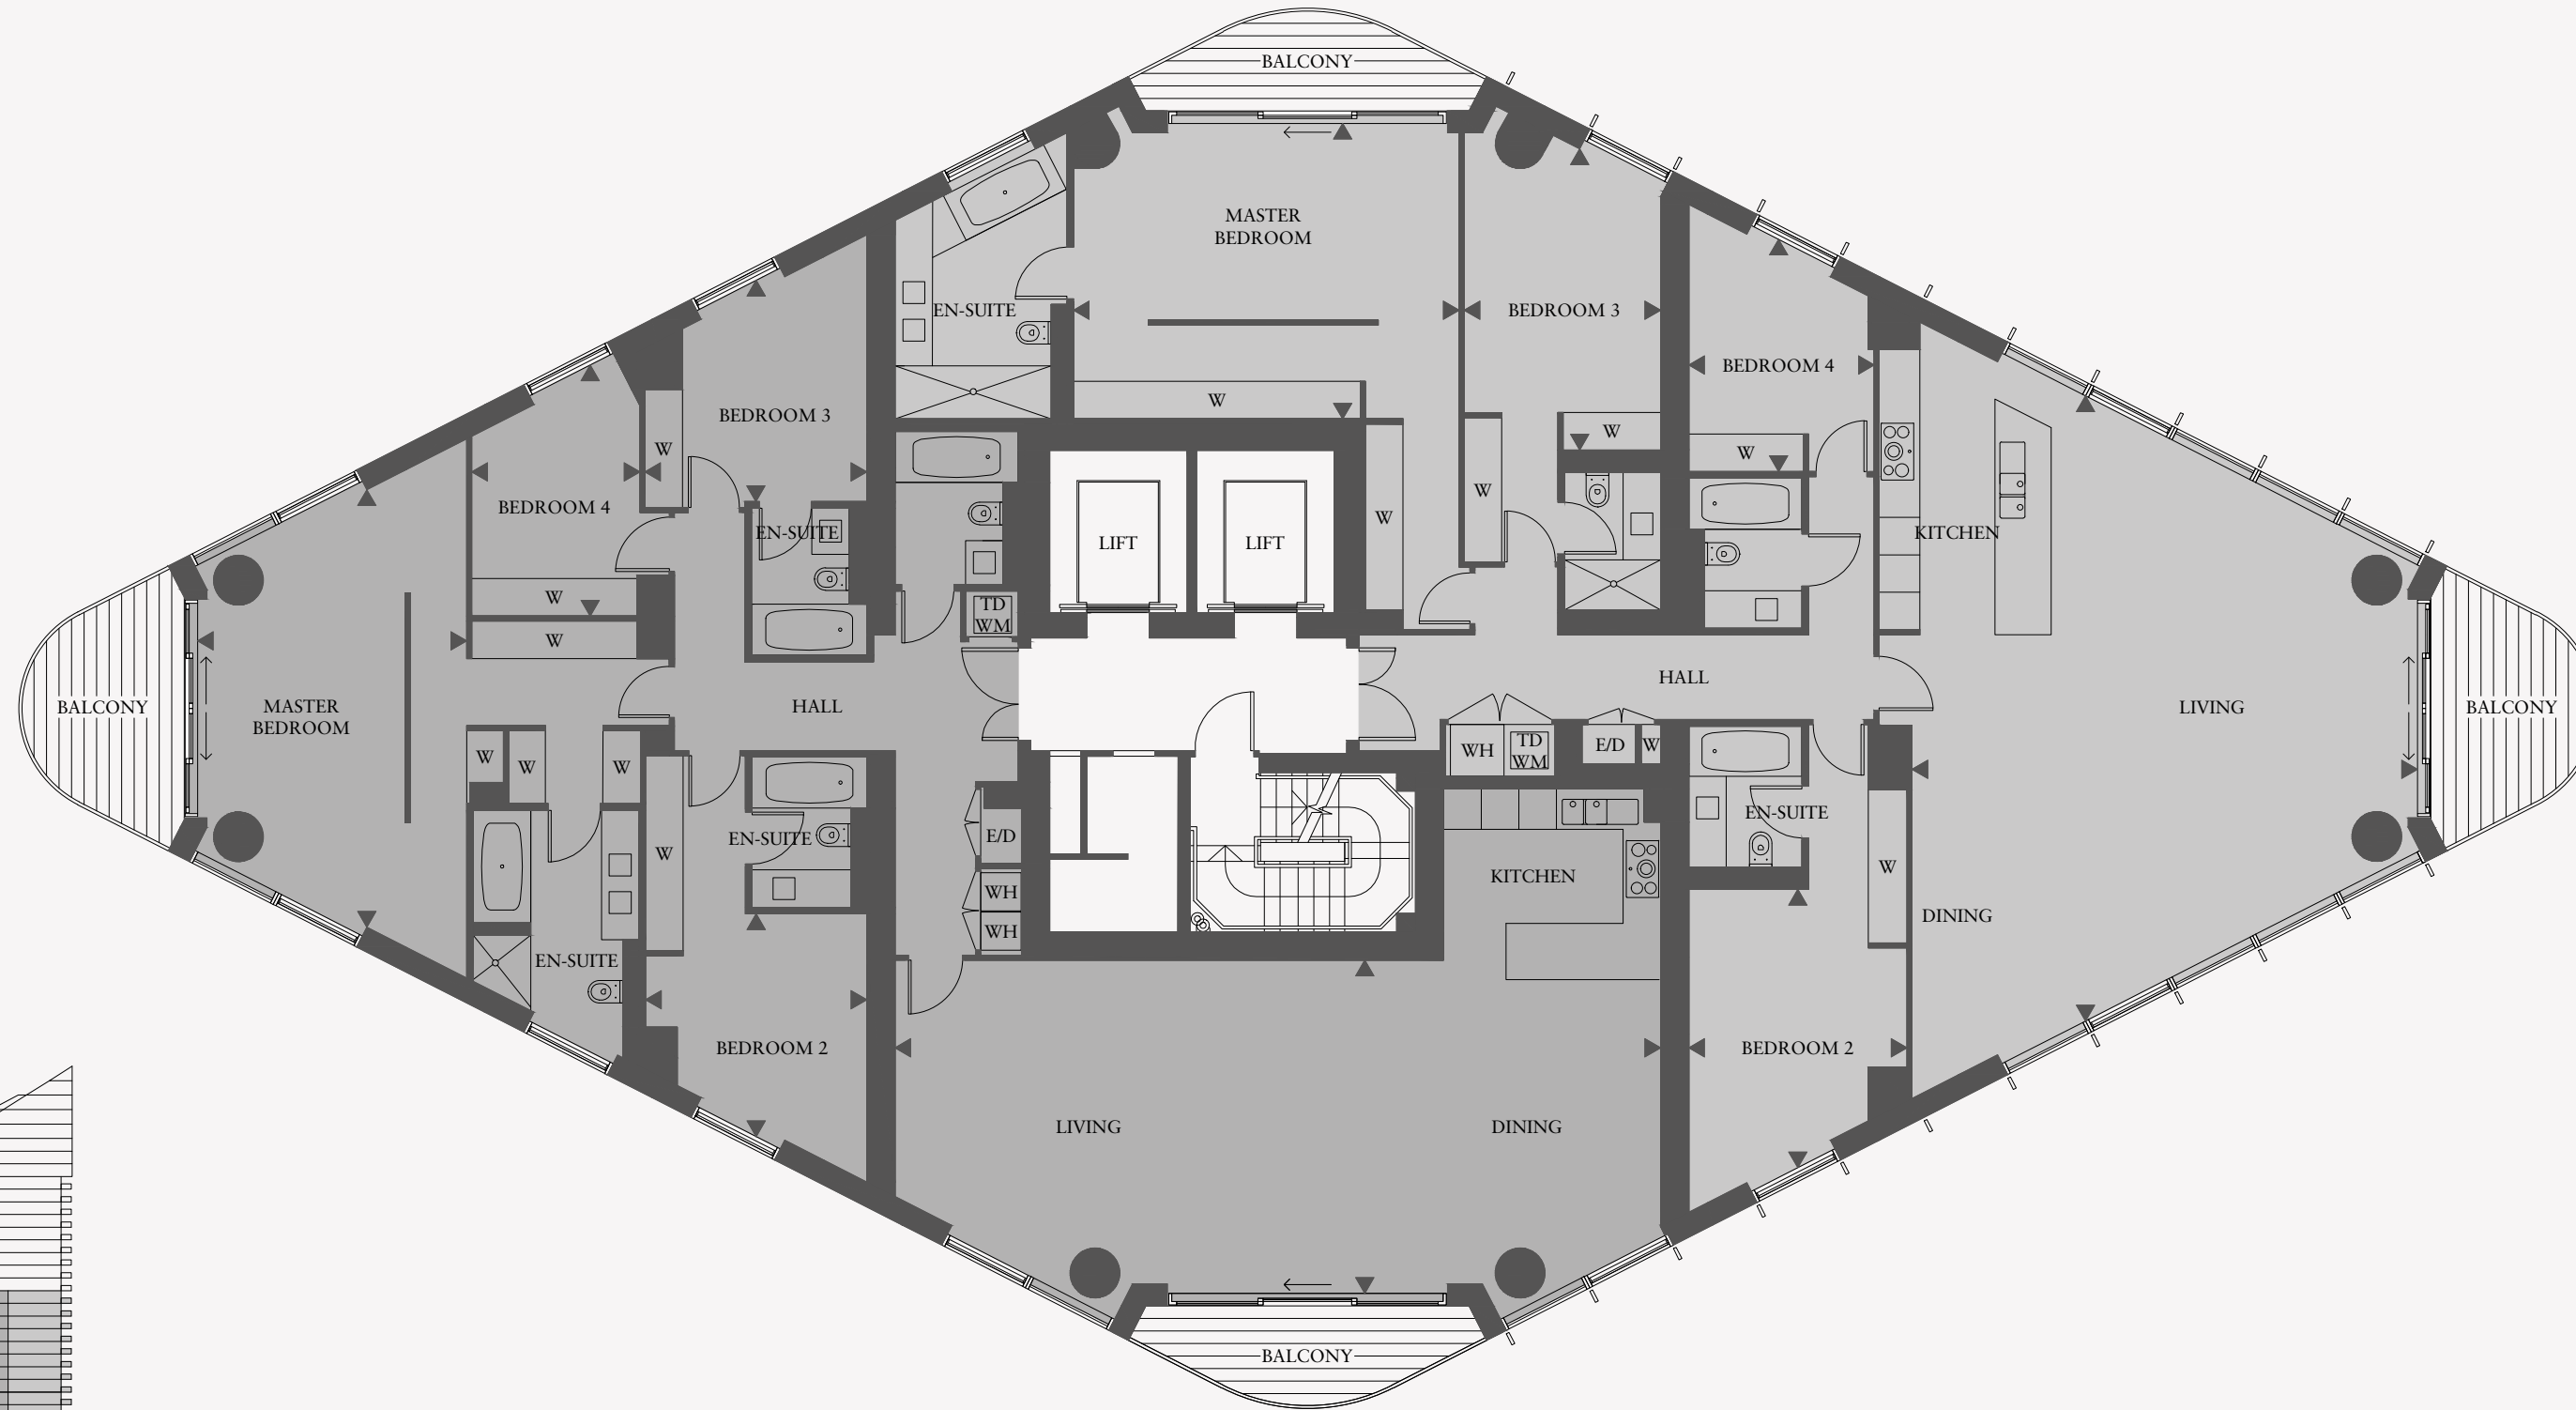 BALCONY
MASTER
BEDROOM
EN-SUITE
BEDROOM 3
BEDROOM 4
W
W
W
BEDROOM 3
W
BEDROOM 4
EN-SUITE
W
W
LIFT
LIFT
W
W
KITCHEN
TD
WM
HALL
HALL
BALCONY
MASTER
BEDROOM
LIVING
BALCONY
W
W
W
WH
TD
WM
E/D
W
EN-SUITE
W
E/D
EN-SUITE
W
KITCHEN
WH
WH
DINING
EN-SUITE
BEDROOM 2
BEDROOM 2
LIVING
DINING
BALCONY